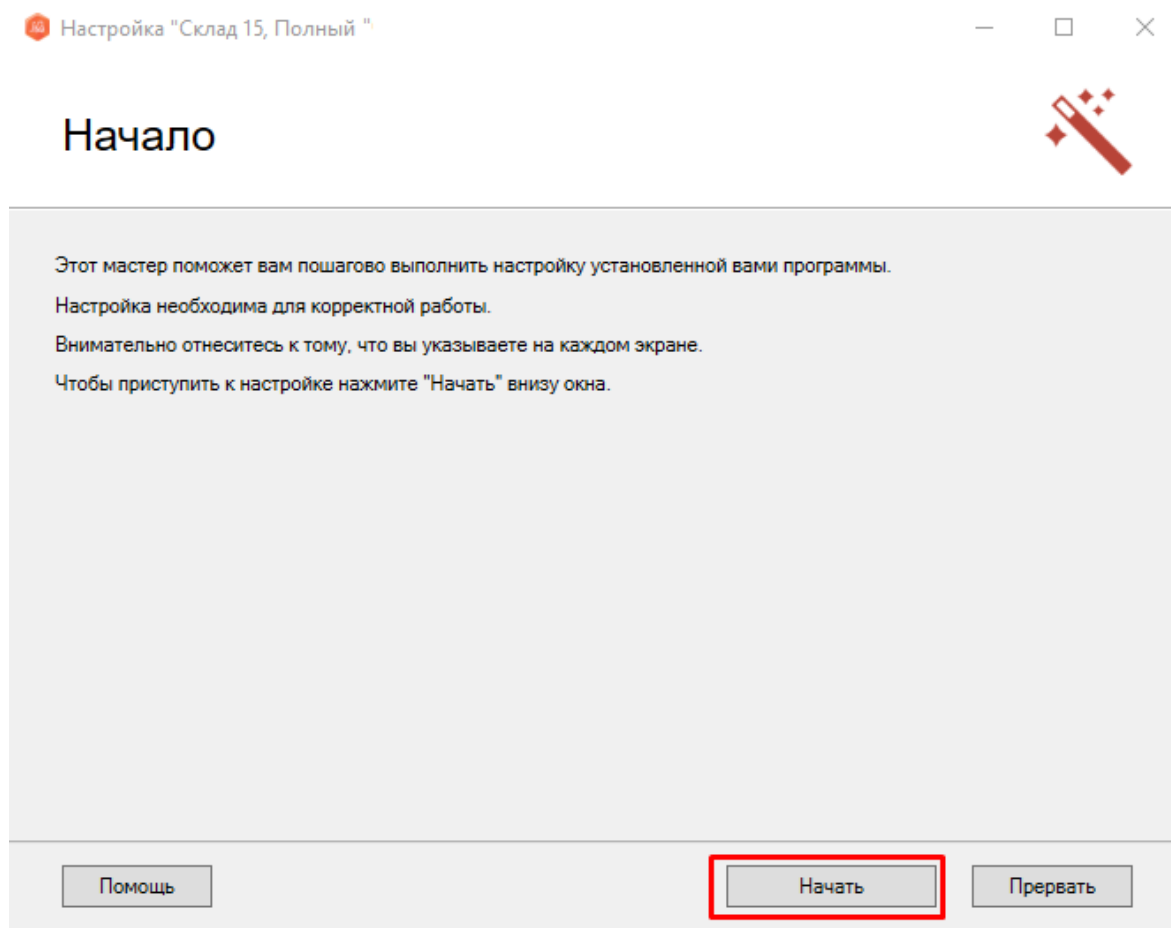 Настройка "Склад 15, Полный "
Начало
Этот мастер поможет вам пошагово выполнить настройку установленной вами программы.
Настройка необходима для корректной работы.
Внимательно отнеситесь к тому, что вы указываете на каждом экране.
Чтобы приступить к настройке нажмите "Начать" внизу окна.
Помощь
Начать
Прервать